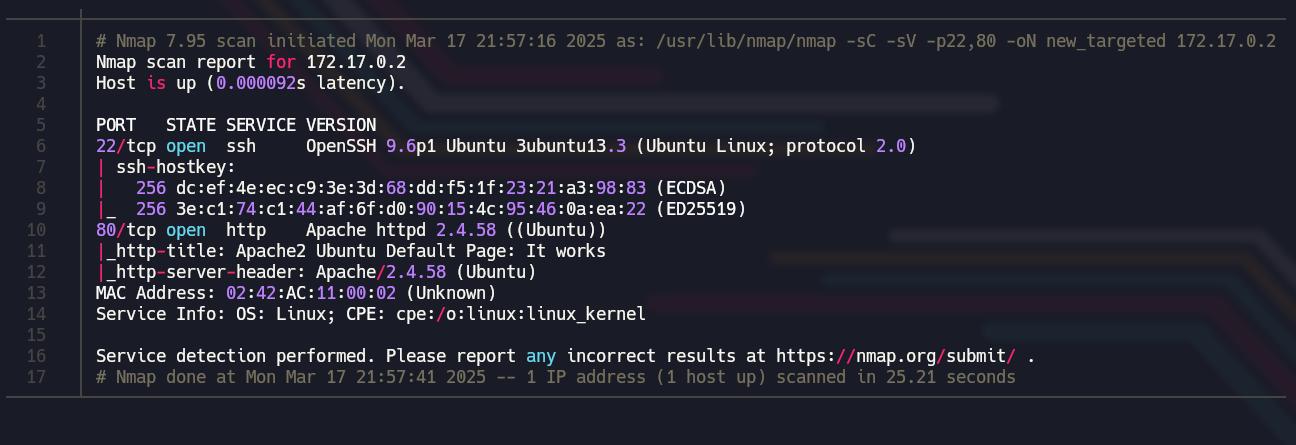 1 # Nmap 7.95 scan initiated Mon Mar 17 21:57:16 2025 as: /usr/lib/nmap/nmap -sC -sV -p22,80 -oN new_targeted 172.17.0.2
2 Nmap scan report for 172.17.0.2
3 Host is up (0.000092s latency).
4
5 PORT   STATE SERVICE VERSION
6 22/tcp open  ssh     OpenSSH 9.6p1 Ubuntu 3ubuntu13.3 (Ubuntu Linux; protocol 2.0)
7 | ssh-hostkey:
8 |   256 dc:ef:4e:ec:c9:3e:3d:68:dd:f5:1f:23:21:a3:98:83 (ECDSA)
9 |_  256 3e:c1:74:c1:44:af:6f:d0:90:15:4c:95:46:0a:ea:22 (ED25519)
10 80/tcp open  http    Apache httpd 2.4.58 ((Ubuntu))
11 |_http-title: Apache2 Ubuntu Default Page: It works
12 |_http-server-header: Apache/2.4.58 (Ubuntu)
13 MAC Address: 02:42:AC:11:00:02 (Unknown)
14 Service Info: OS: Linux; CPE: cpe:/o:linux:linux_kernel
15
16 Service detection performed. Please report any incorrect results at https://nmap.org/submit/ .
17 # Nmap done at Mon Mar 17 21:57:41 2025 -- 1 IP address (1 host up) scanned in 25.21 seconds